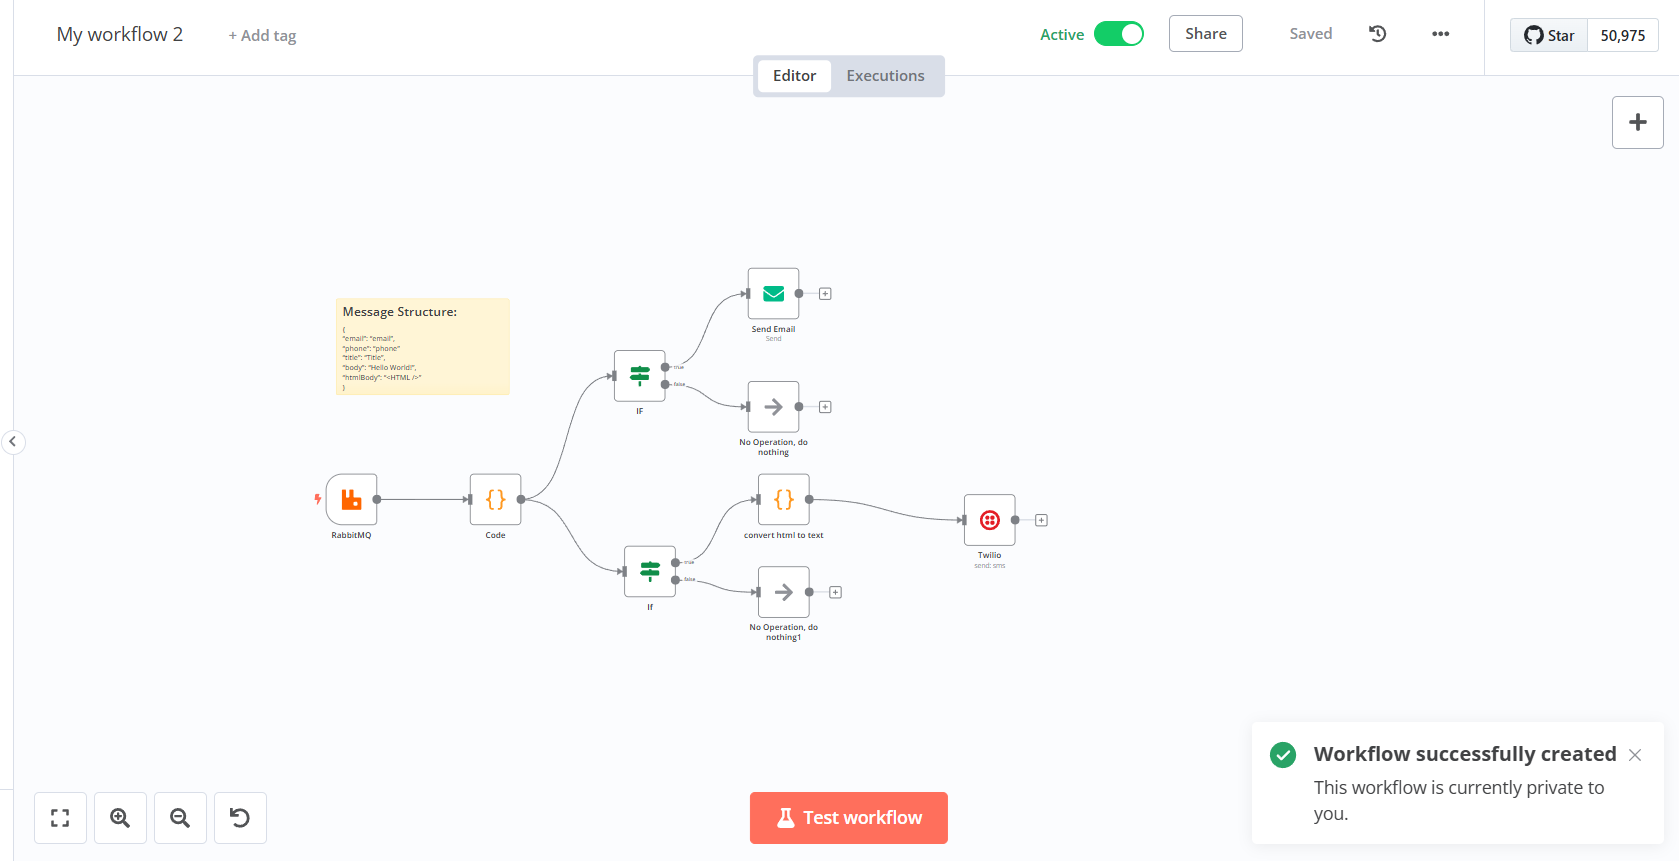 My workflow 2
+ Add tag
Active
Share
Saved
Star
50,975
Editor
Executions
Message Structure:
{
"email": "email",
"phone": "phone"
"title": "Title",
"body": "Hello World!",
"htmlBody": "<HTML />"
}
Send Email
Send
true
false
IF
No Operation, do
nothing
RabbitMQ
Code
convert html to text
Twilio
send: sms
true
false
If
No Operation, do
nothing1
Test workflow
Workflow successfully created
This workflow is currently private to
you.